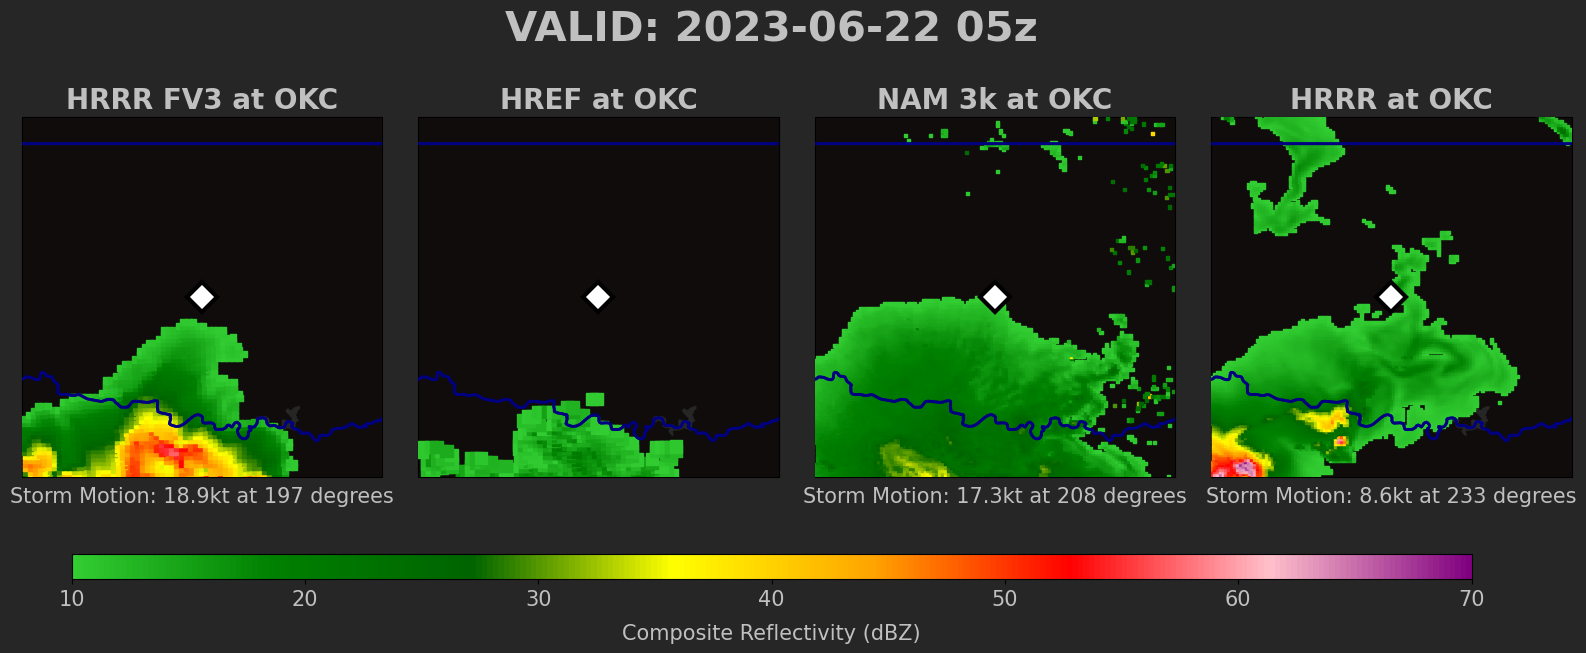 VALID: 2023-06-22 05z
HRRR FV3 at OKC HREF at OKC NAM 3k at OKC HRRR at OKC
Storm Motion: 18.9kt at 197 degrees Storm Motion: 17.3kt at 208 degrees Storm Motion: 8.6kt at 233 degrees
10 20 30 40 50 60 70
Composite Reflectivity (dBZ)